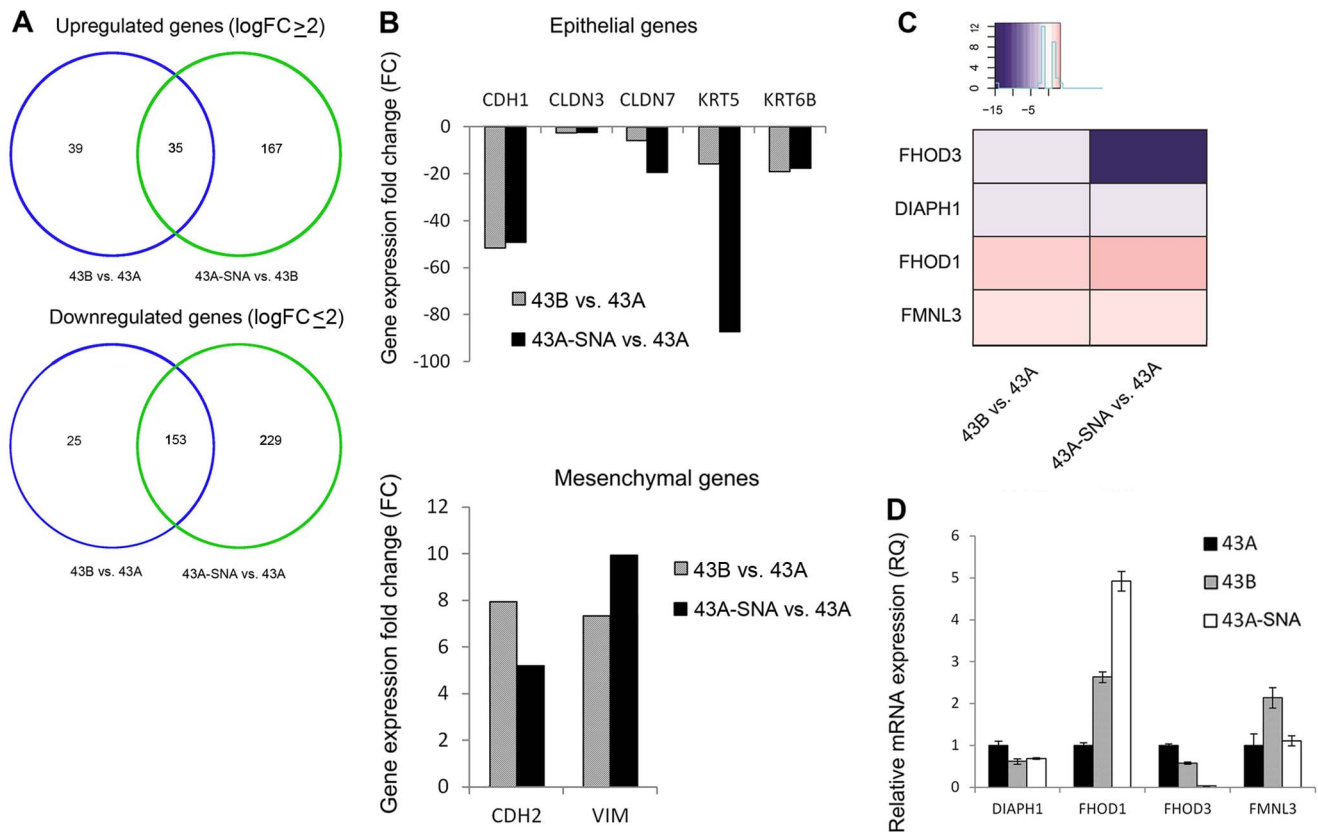 A
Upregulated genes (logFC ≥2)
39
35
167
43B vs. 43A
43A-SNA vs. 43B
Downregulated genes (logFC ≤2)
25
153
229
43B vs. 43A
43A-SNA vs. 43A
B
Epithelial genes
CDH1 CLDN3 CLDN7 KRT5 KRT6B
Gene expression fold change (FC)
0
-20
-40
-60
-80
-100
43B vs. 43A
43A-SNA vs. 43A
Mesenchymal genes
Gene expression fold change (FC)
12
10
8
6
4
2
0
43B vs. 43A
43A-SNA vs. 43A
CDH2 VIM
C
0 4 8 12
−15 −5
FHOD3
DIAPH1
FHOD1
FMNL3
43B vs. 43A
43A-SNA vs. 43A
D
Relative mRNA expression (RQ)
6
5
4
3
2
1
0
43A
43B
43A-SNA
DIAPH1 FHOD1 FHOD3 FMNL3